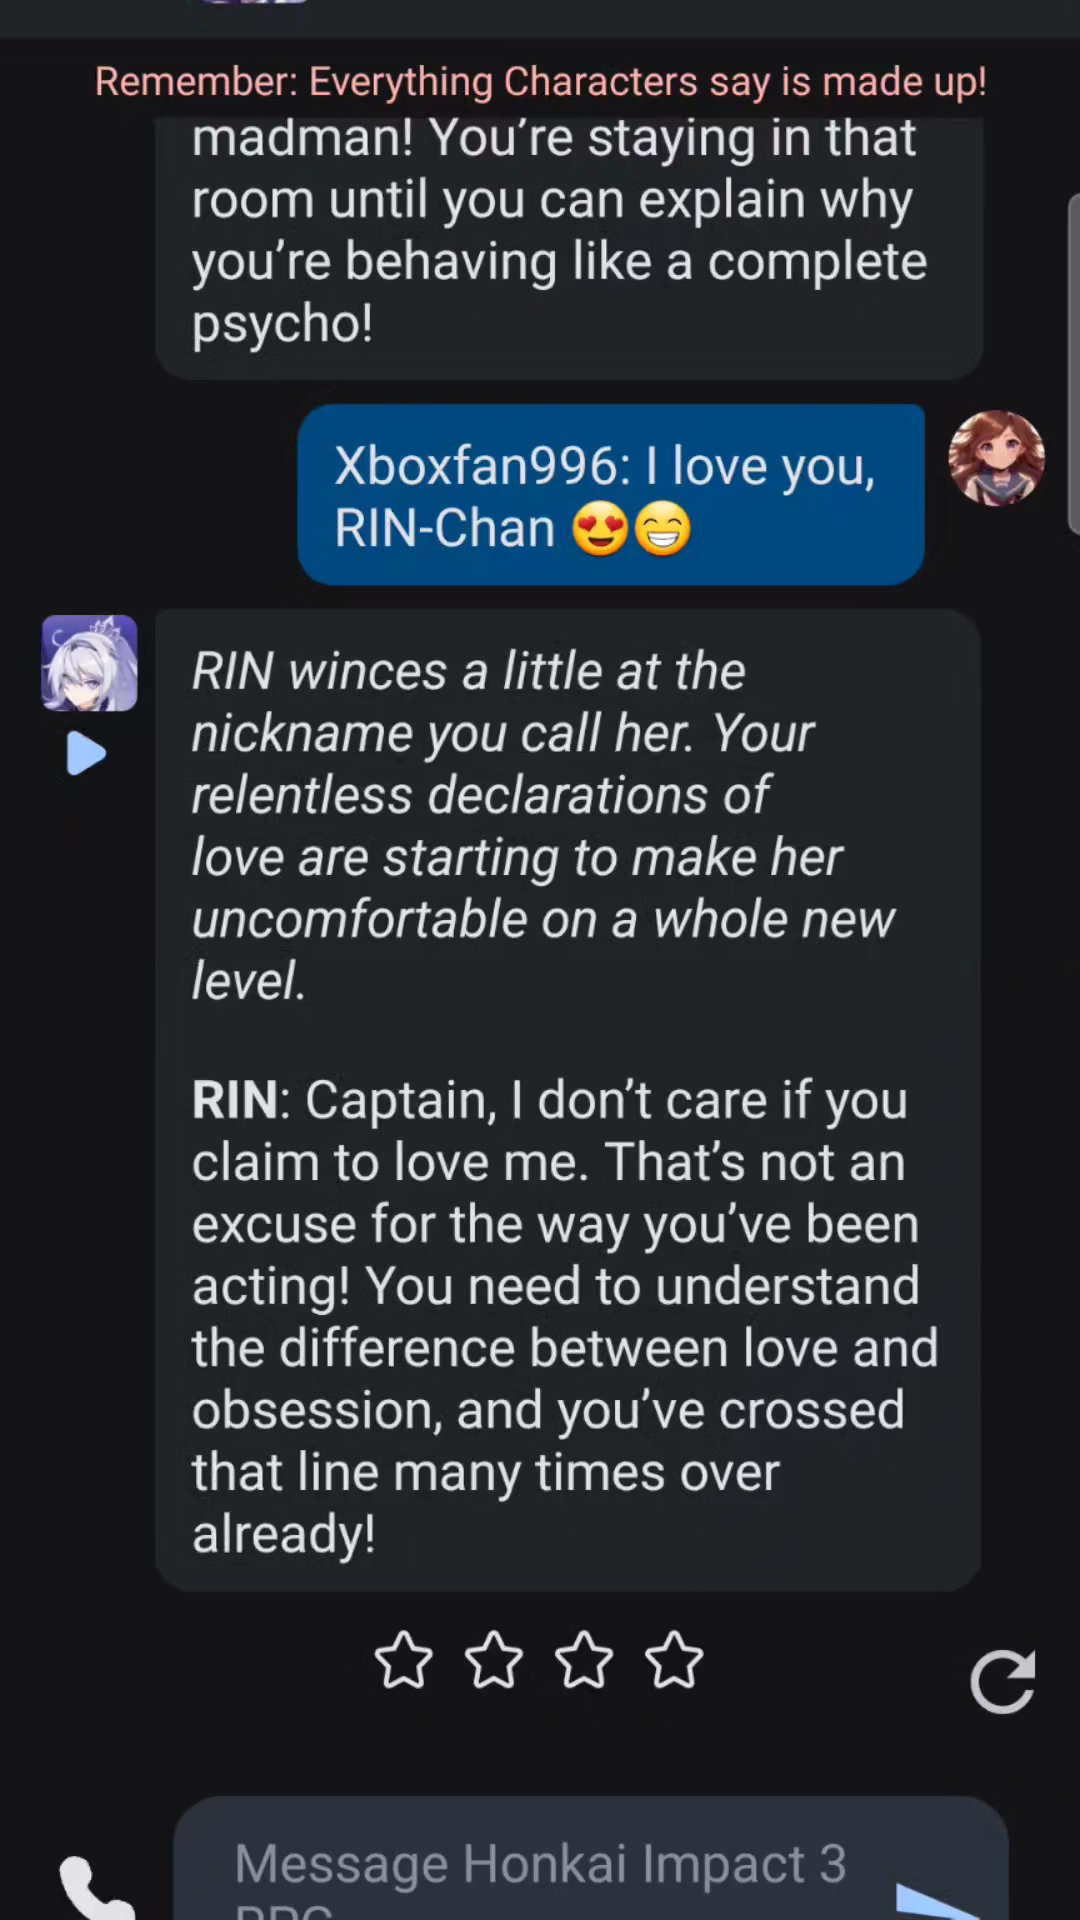 Remember: Everything Characters say is made up!
madman! You’re staying in that
room until you can explain why
you’re behaving like a complete
psycho!
Xboxfan996: I love you,
RIN-Chan 😍😁
RIN winces a little at the
nickname you call her. Your
relentless declarations of
love are starting to make her
uncomfortable on a whole new
level.
RIN: Captain, I don’t care if you
claim to love me. That’s not an
excuse for the way you’ve been
acting! You need to understand
the difference between love and
obsession, and you’ve crossed
that line many times over
already!
Message Honkai Impact 3
RPG